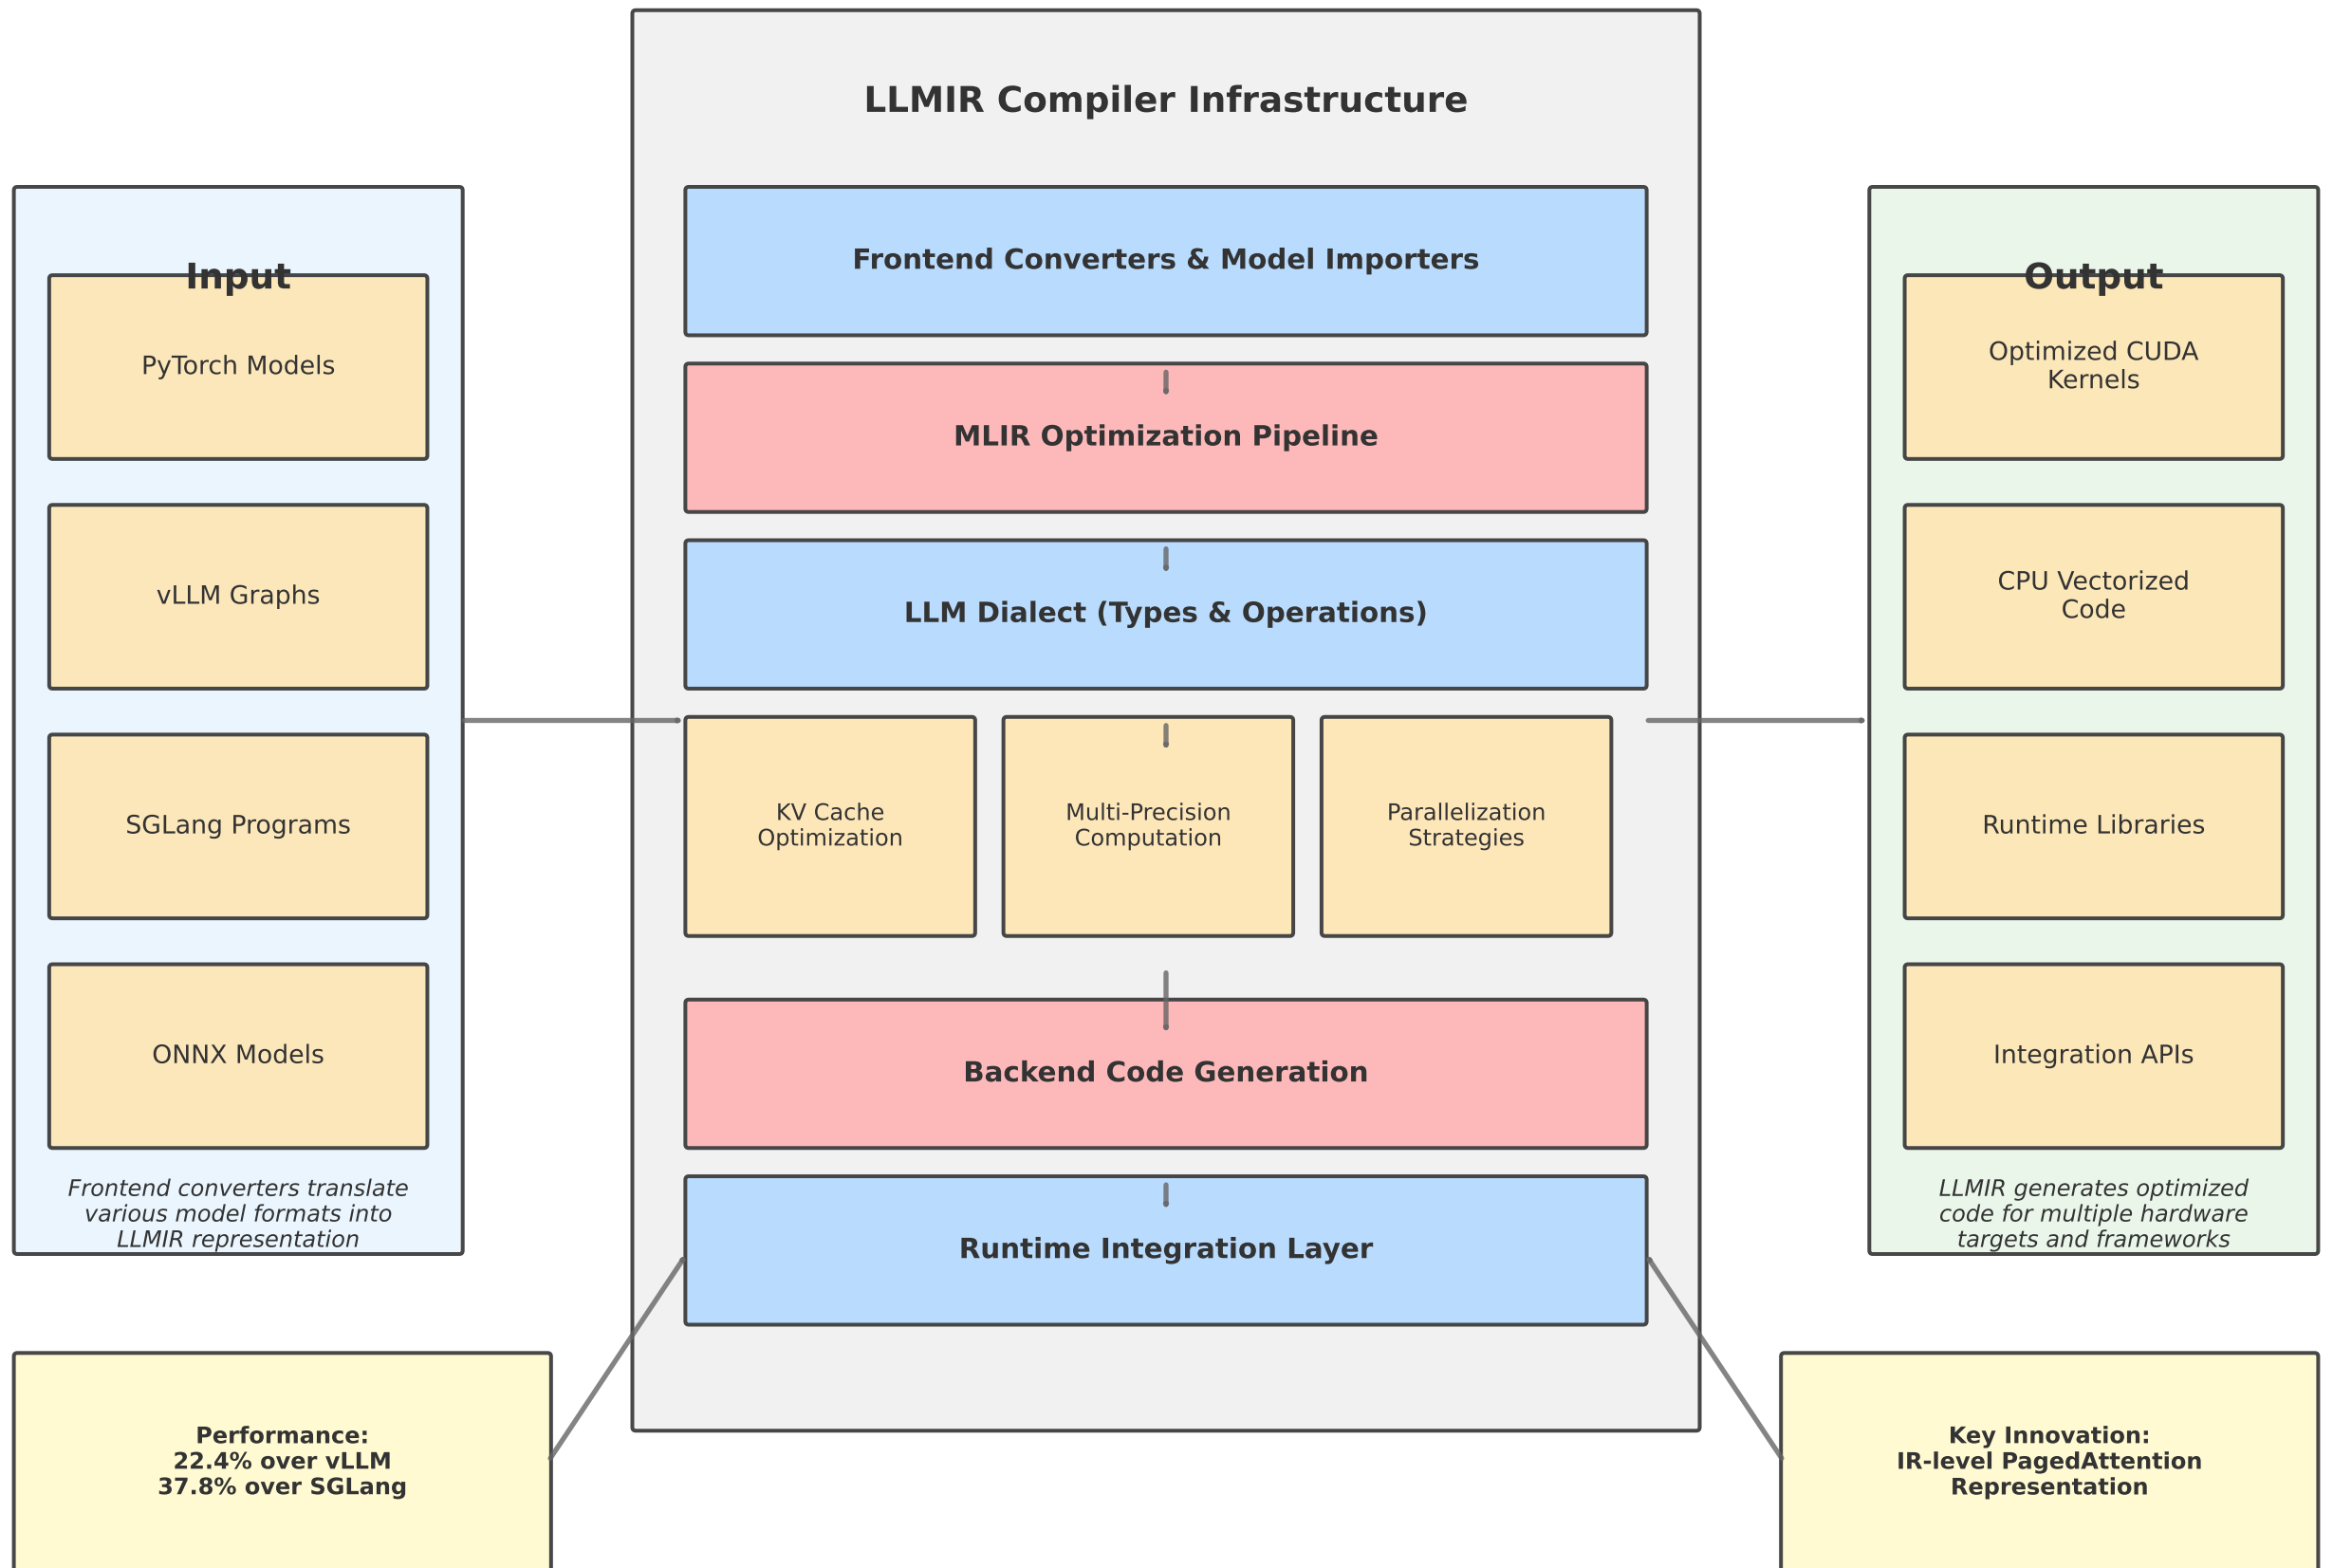 LLMIR Compiler Infrastructure
Input
PyTorch Models
vLLM Graphs
SGLang Programs
ONNX Models
Frontend converters translate
various model formats into
LLMIR representation
Frontend Converters & Model Importers
MLIR Optimization Pipeline
LLM Dialect (Types & Operations)
KV Cache
Optimization
Multi-Precision
Computation
Parallelization
Strategies
Backend Code Generation
Runtime Integration Layer
Output
Optimized CUDA
Kernels
CPU Vectorized
Code
Runtime Libraries
Integration APIs
LLMIR generates optimized
code for multiple hardware
targets and frameworks
Performance:
22.4% over vLLM
37.8% over SGLang
Key Innovation:
IR-level PagedAttention
Representation